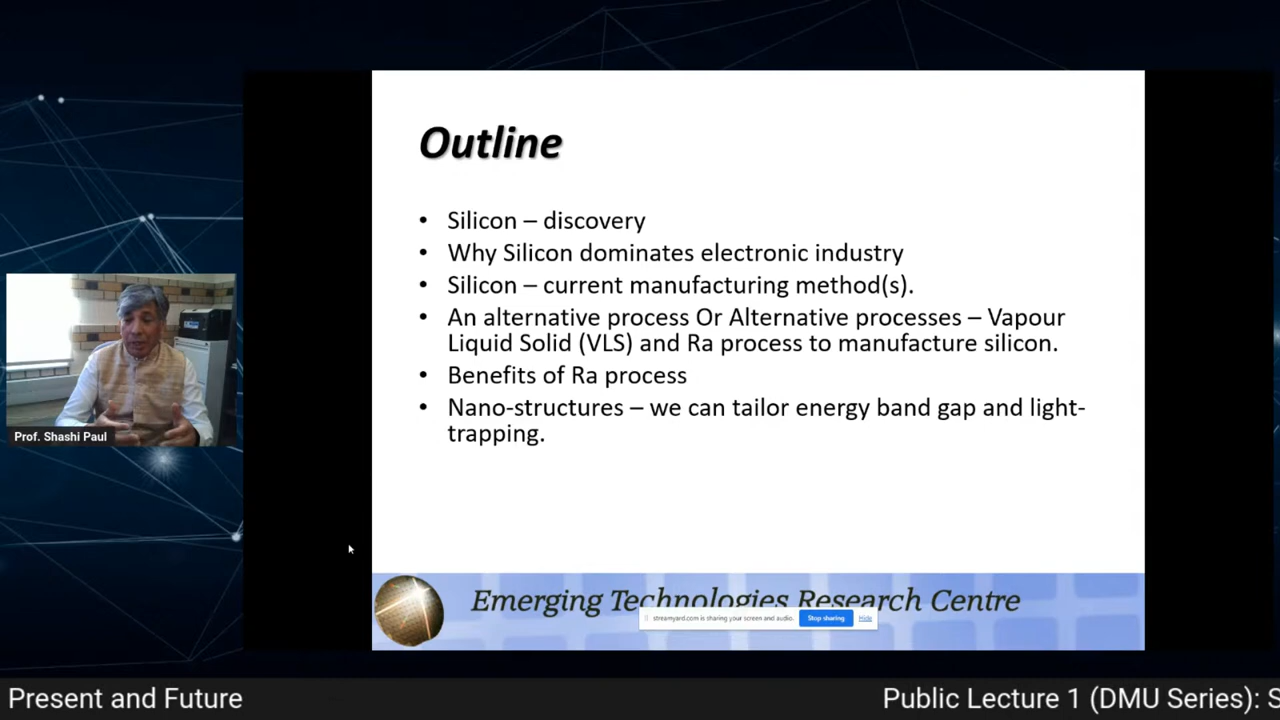 Outline
• Silicon – discovery
• Why Silicon dominates electronic industry
• Silicon – current manufacturing method(s).
• An alternative process Or Alternative processes – Vapour
Liquid Solid (VLS) and Ra process to manufacture silicon.
• Benefits of Ra process
• Nano-structures – we can tailor energy band gap and light-
trapping.
Prof. Shashi Paul
Emerging Technologies Research Centre
streamyard.com is sharing your screen and audio. Stop sharing Hide
Present and Future Public Lecture 1 (DMU Series): S